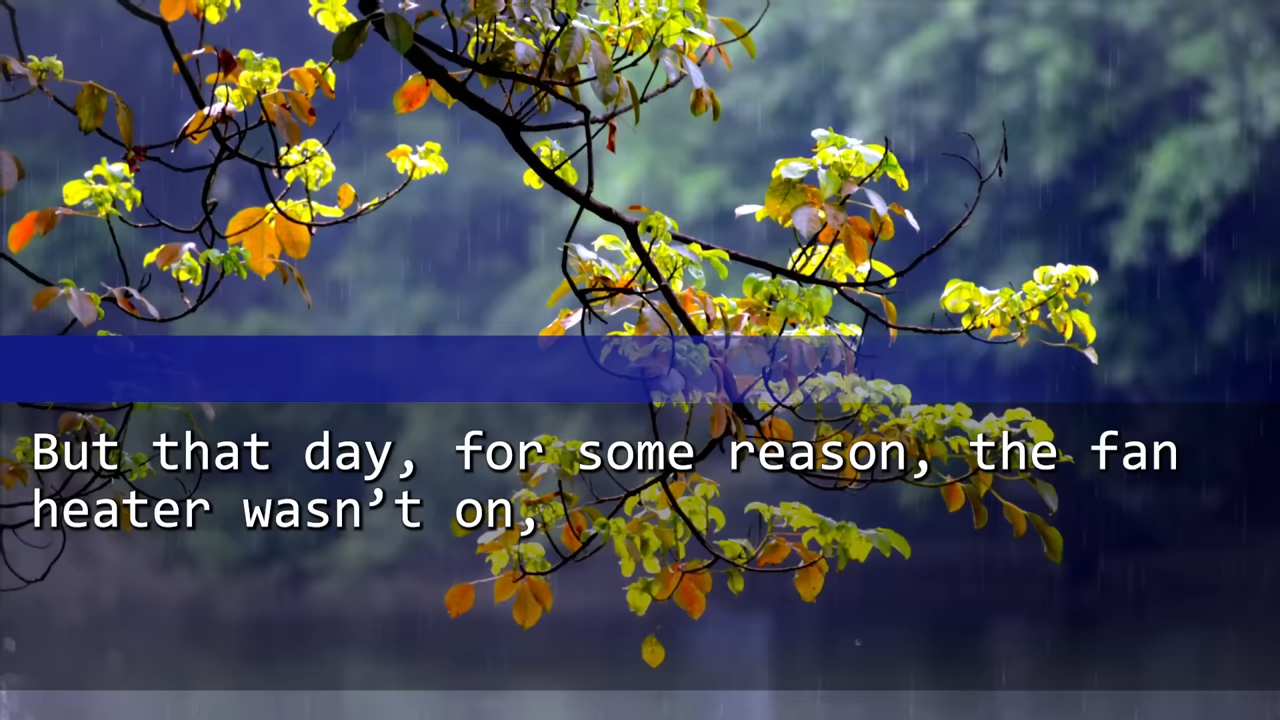 But that day, for some reason, the fan
heater wasn’t on,